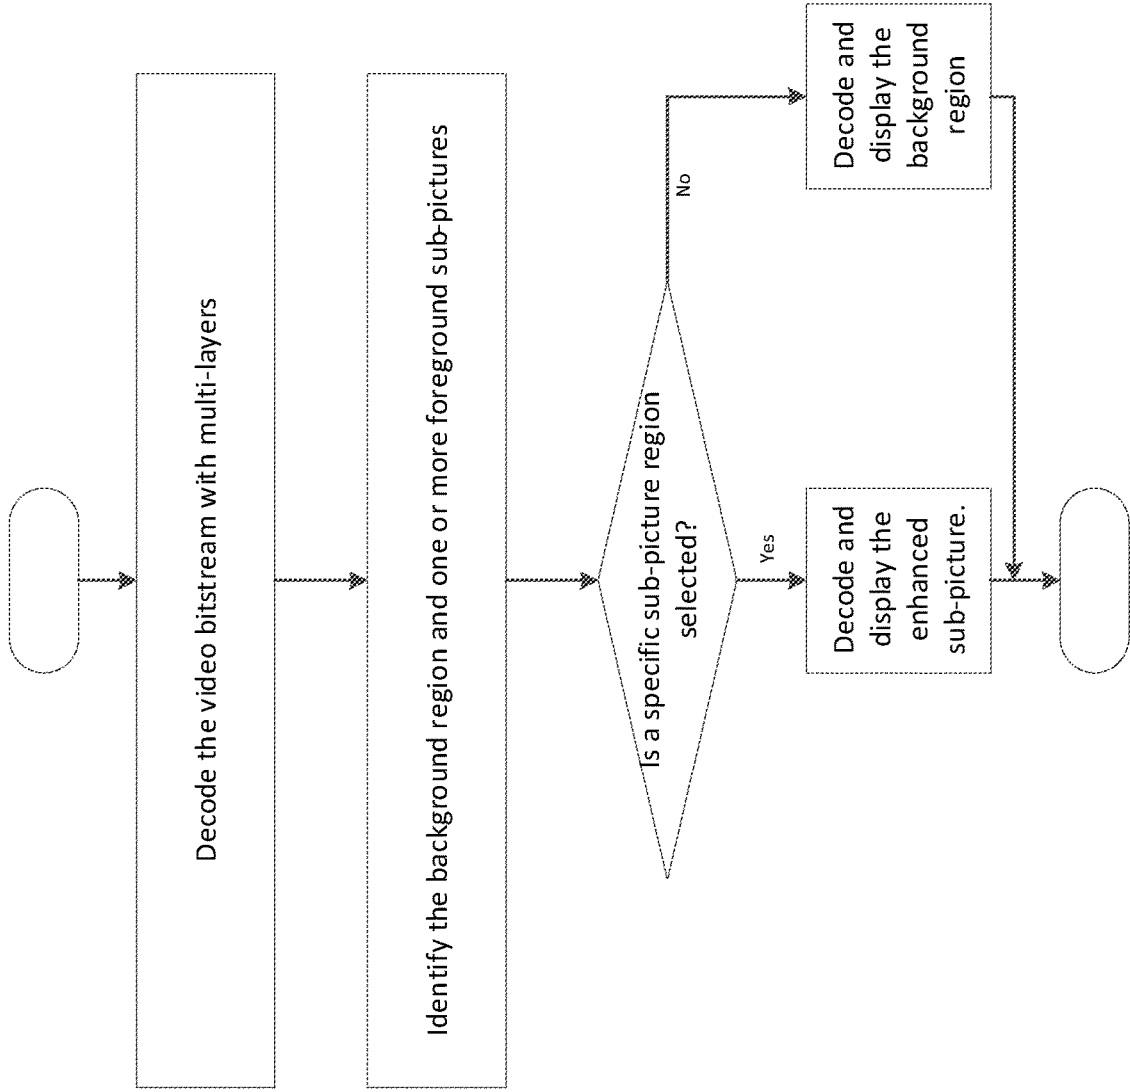 Decode the video bitstream with multi-layers
Identify the background region and one or more foreground sub-pictures
Is a specific sub-picture region
selected?
Yes
No
Decode and
display the
enhanced
sub-picture.
Decode and
display the
background
region